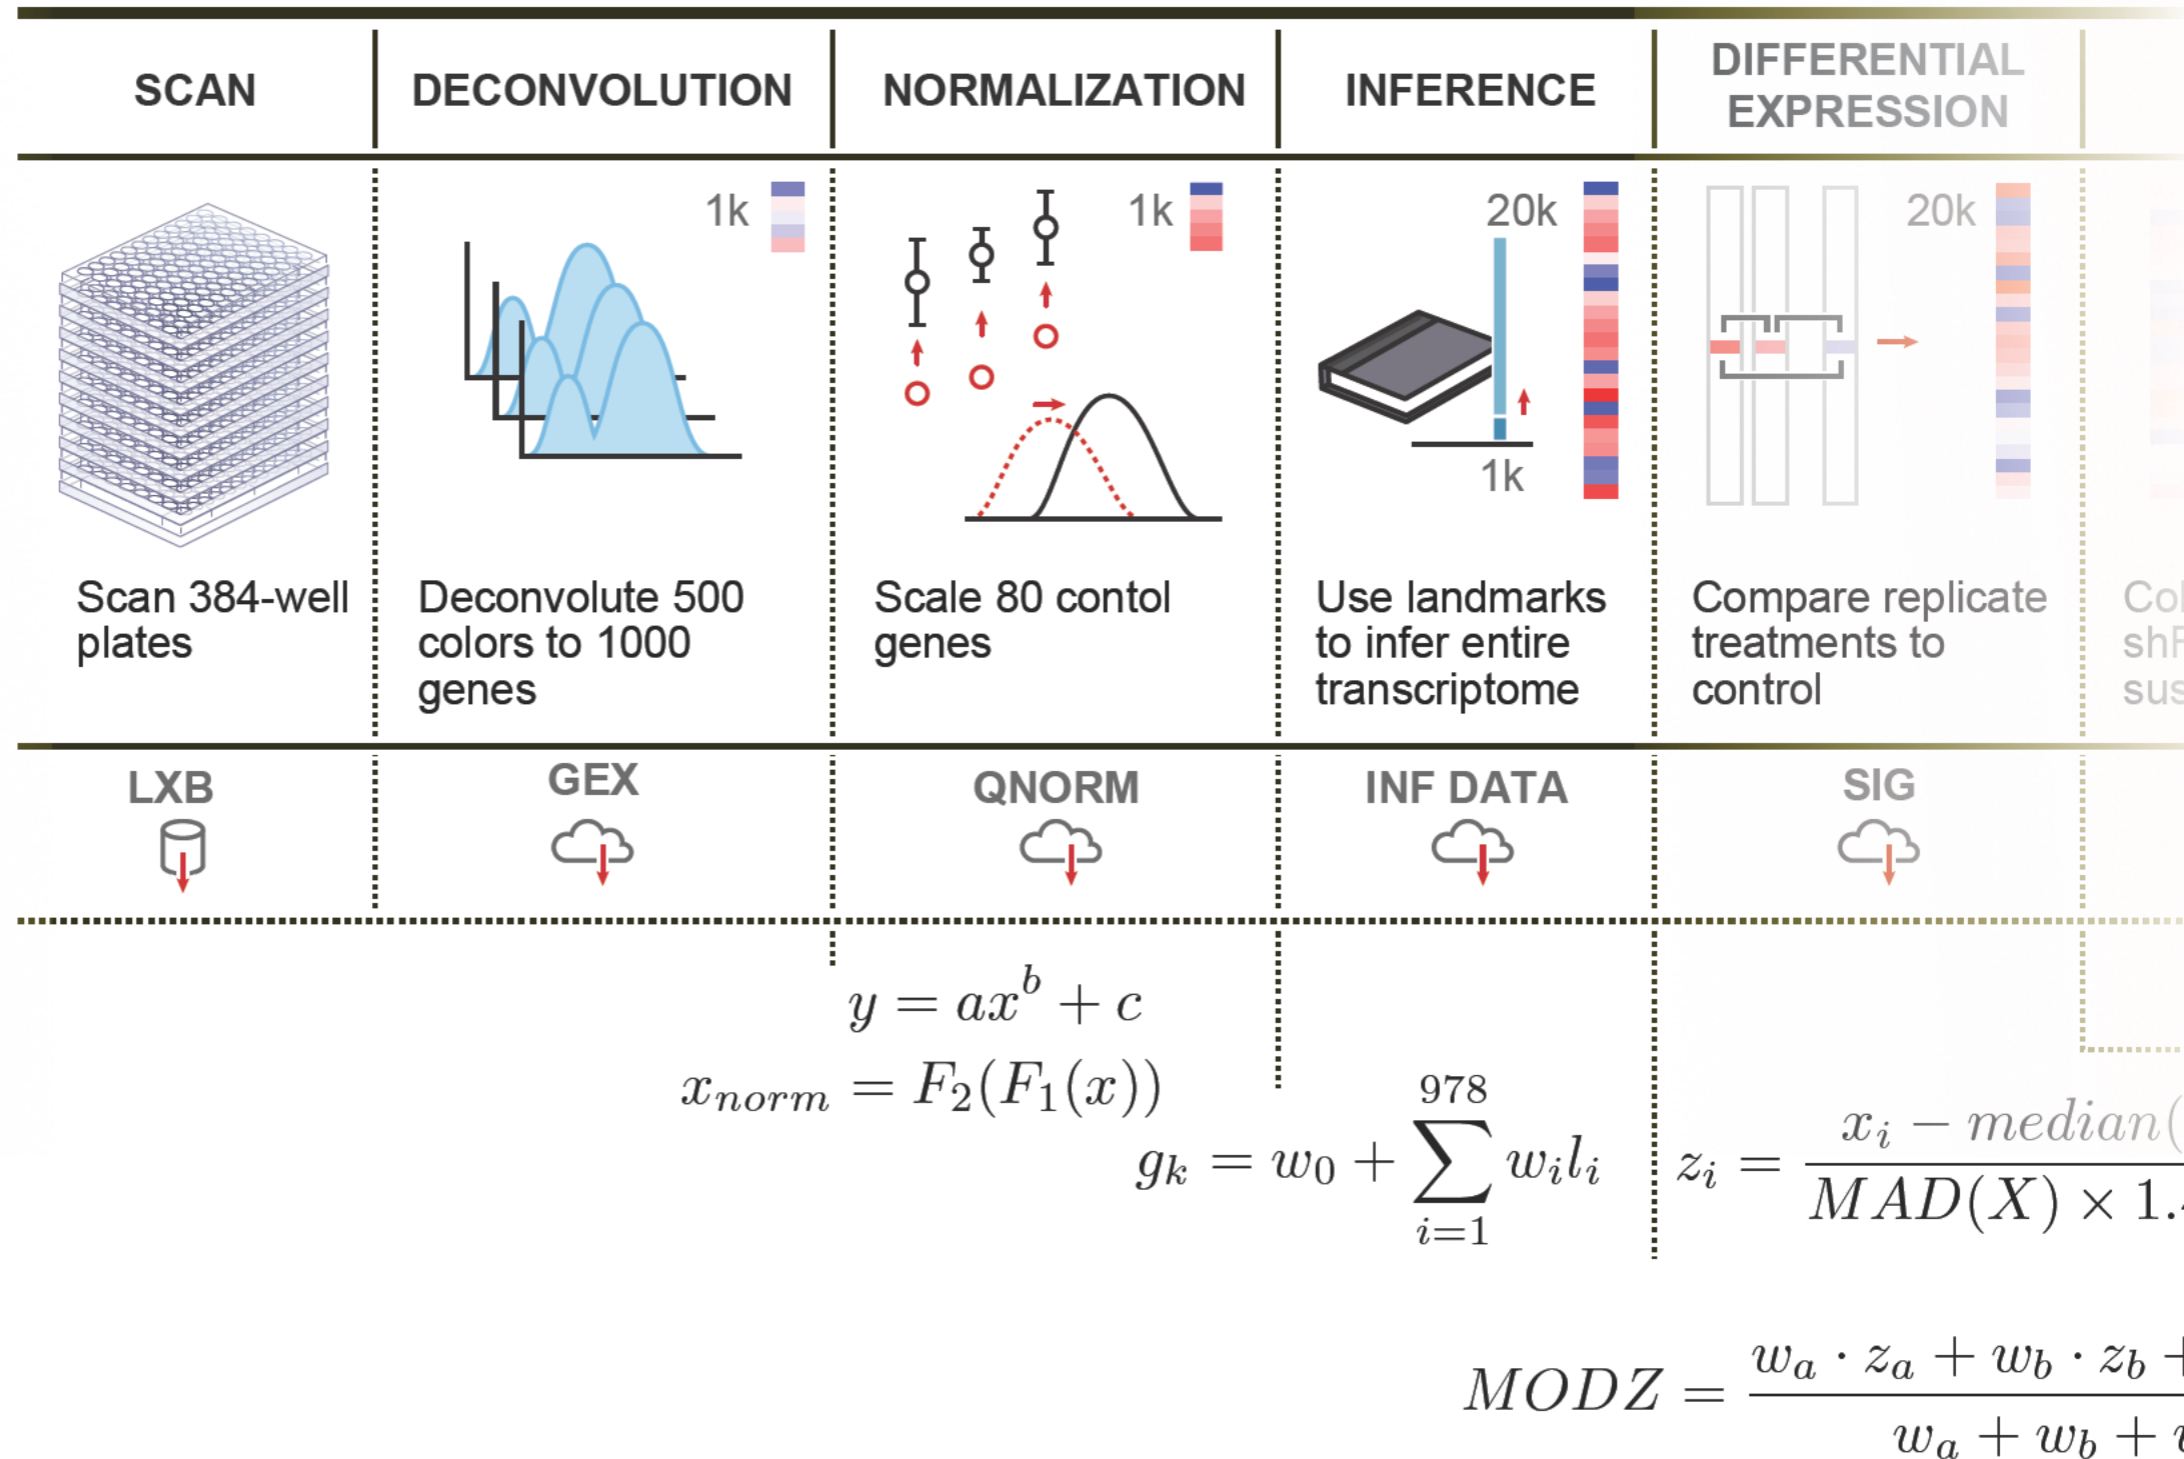 SCAN
DECONVOLUTION
NORMALIZATION
INFERENCE
DIFFERENTIAL
EXPRESSION
1k
1k
20k
1k
20k
Scan 384-well
plates
Deconvolute 500
colors to 1000
genes
Scale 80 contol
genes
Use landmarks
to infer entire
transcriptome
Compare replicate
treatments to
control
LXB
GEX
QNORM
INF DATA
SIG
y = ax^b + c
x_norm = F_2(F_1(x))
g_k = w_0 + ∑_{i=1}^{978} w_i l_i
z_i = x_i − median(
MAD(X) × 1.
MODZ = w_a · z_a + w_b · z_b +
w_a + w_b +